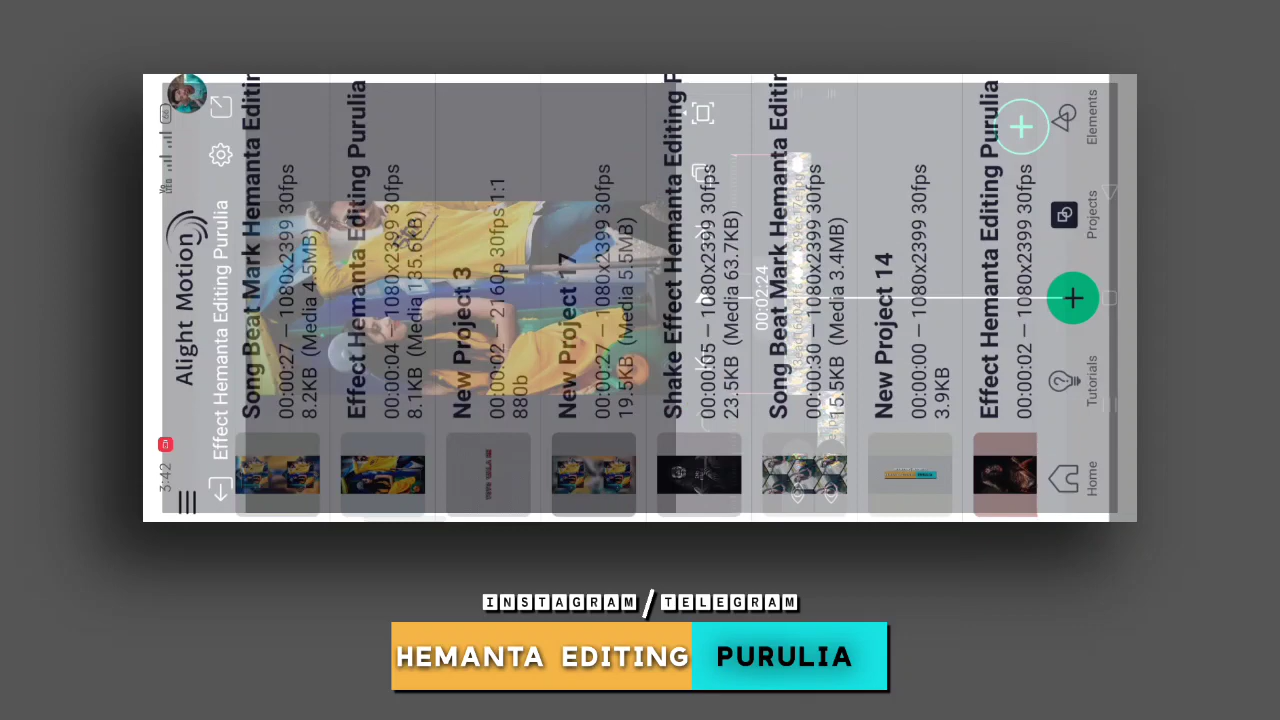 3:42
Alight Motion
Effect Hemanta Editing Purulia
Song Beat Mark Hemanta Editin
00:00:27 – 1080x2399 30fps
8.2KB (Media 4.5MB)
Effect Hemanta Editing Purulia
00:00:04 – 1080x2399 30fps
8.1KB (Media 135.6KB)
New Project 3
00:00:02 – 2160p 30fps 1:1
880b
New Project 17
00:00:27 – 1080x2399 30fps
19.5KB (Media 5.5MB)
Shake Effect Hemanta Editing P
00:00:05 – 1080x2399 30fps
23.5KB (Media 63.7KB)
00:02:24
Song Beat Mark Hemanta Editin
00:00:30 – 1080x2399 30fps
15.5KB (Media 3.4MB)
New Project 14
00:00:00 – 1080x2399 30fps
3.9KB
Effect Hemanta Editing Purulia
00:00:02 – 1080x2399 30fps
Home
Tutorials
Projects
Elements
INSTAGRAM/TELEGRAM
HEMANTA EDITING PURULIA